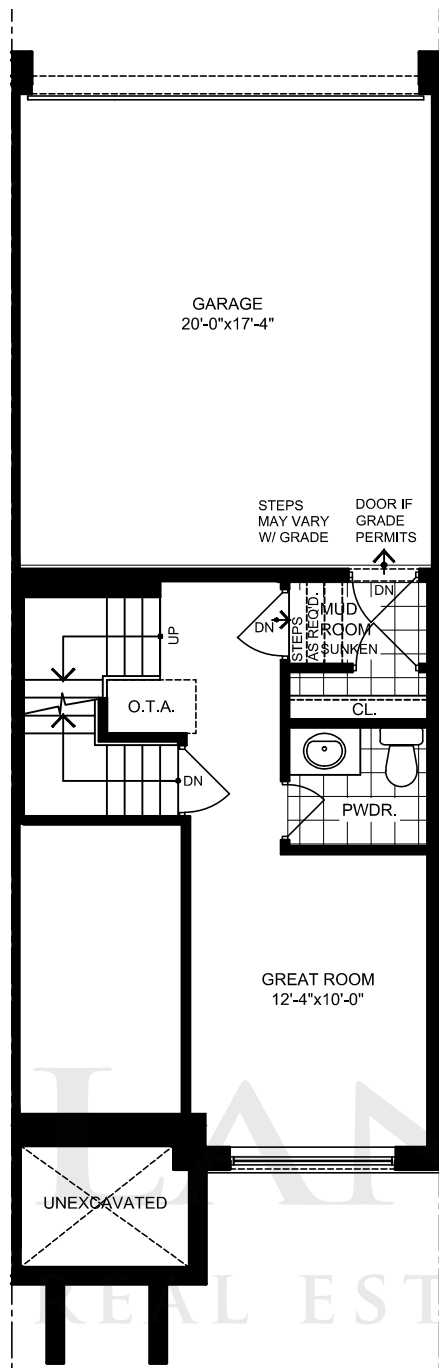 GARAGE
20'-0"x17'-4"
STEPS
MAY VARY
W/ GRADE
DOOR IF
GRADE
PERMITS
DN
UP
DN
STEPS
AS REQ'D.
MUD
ROOM
SUNKEN
O.T.A.
CL.
DN
PWDR.
GREAT ROOM
12'-4"x10'-0"
LAN
UNEXCAVATED
REAL EST